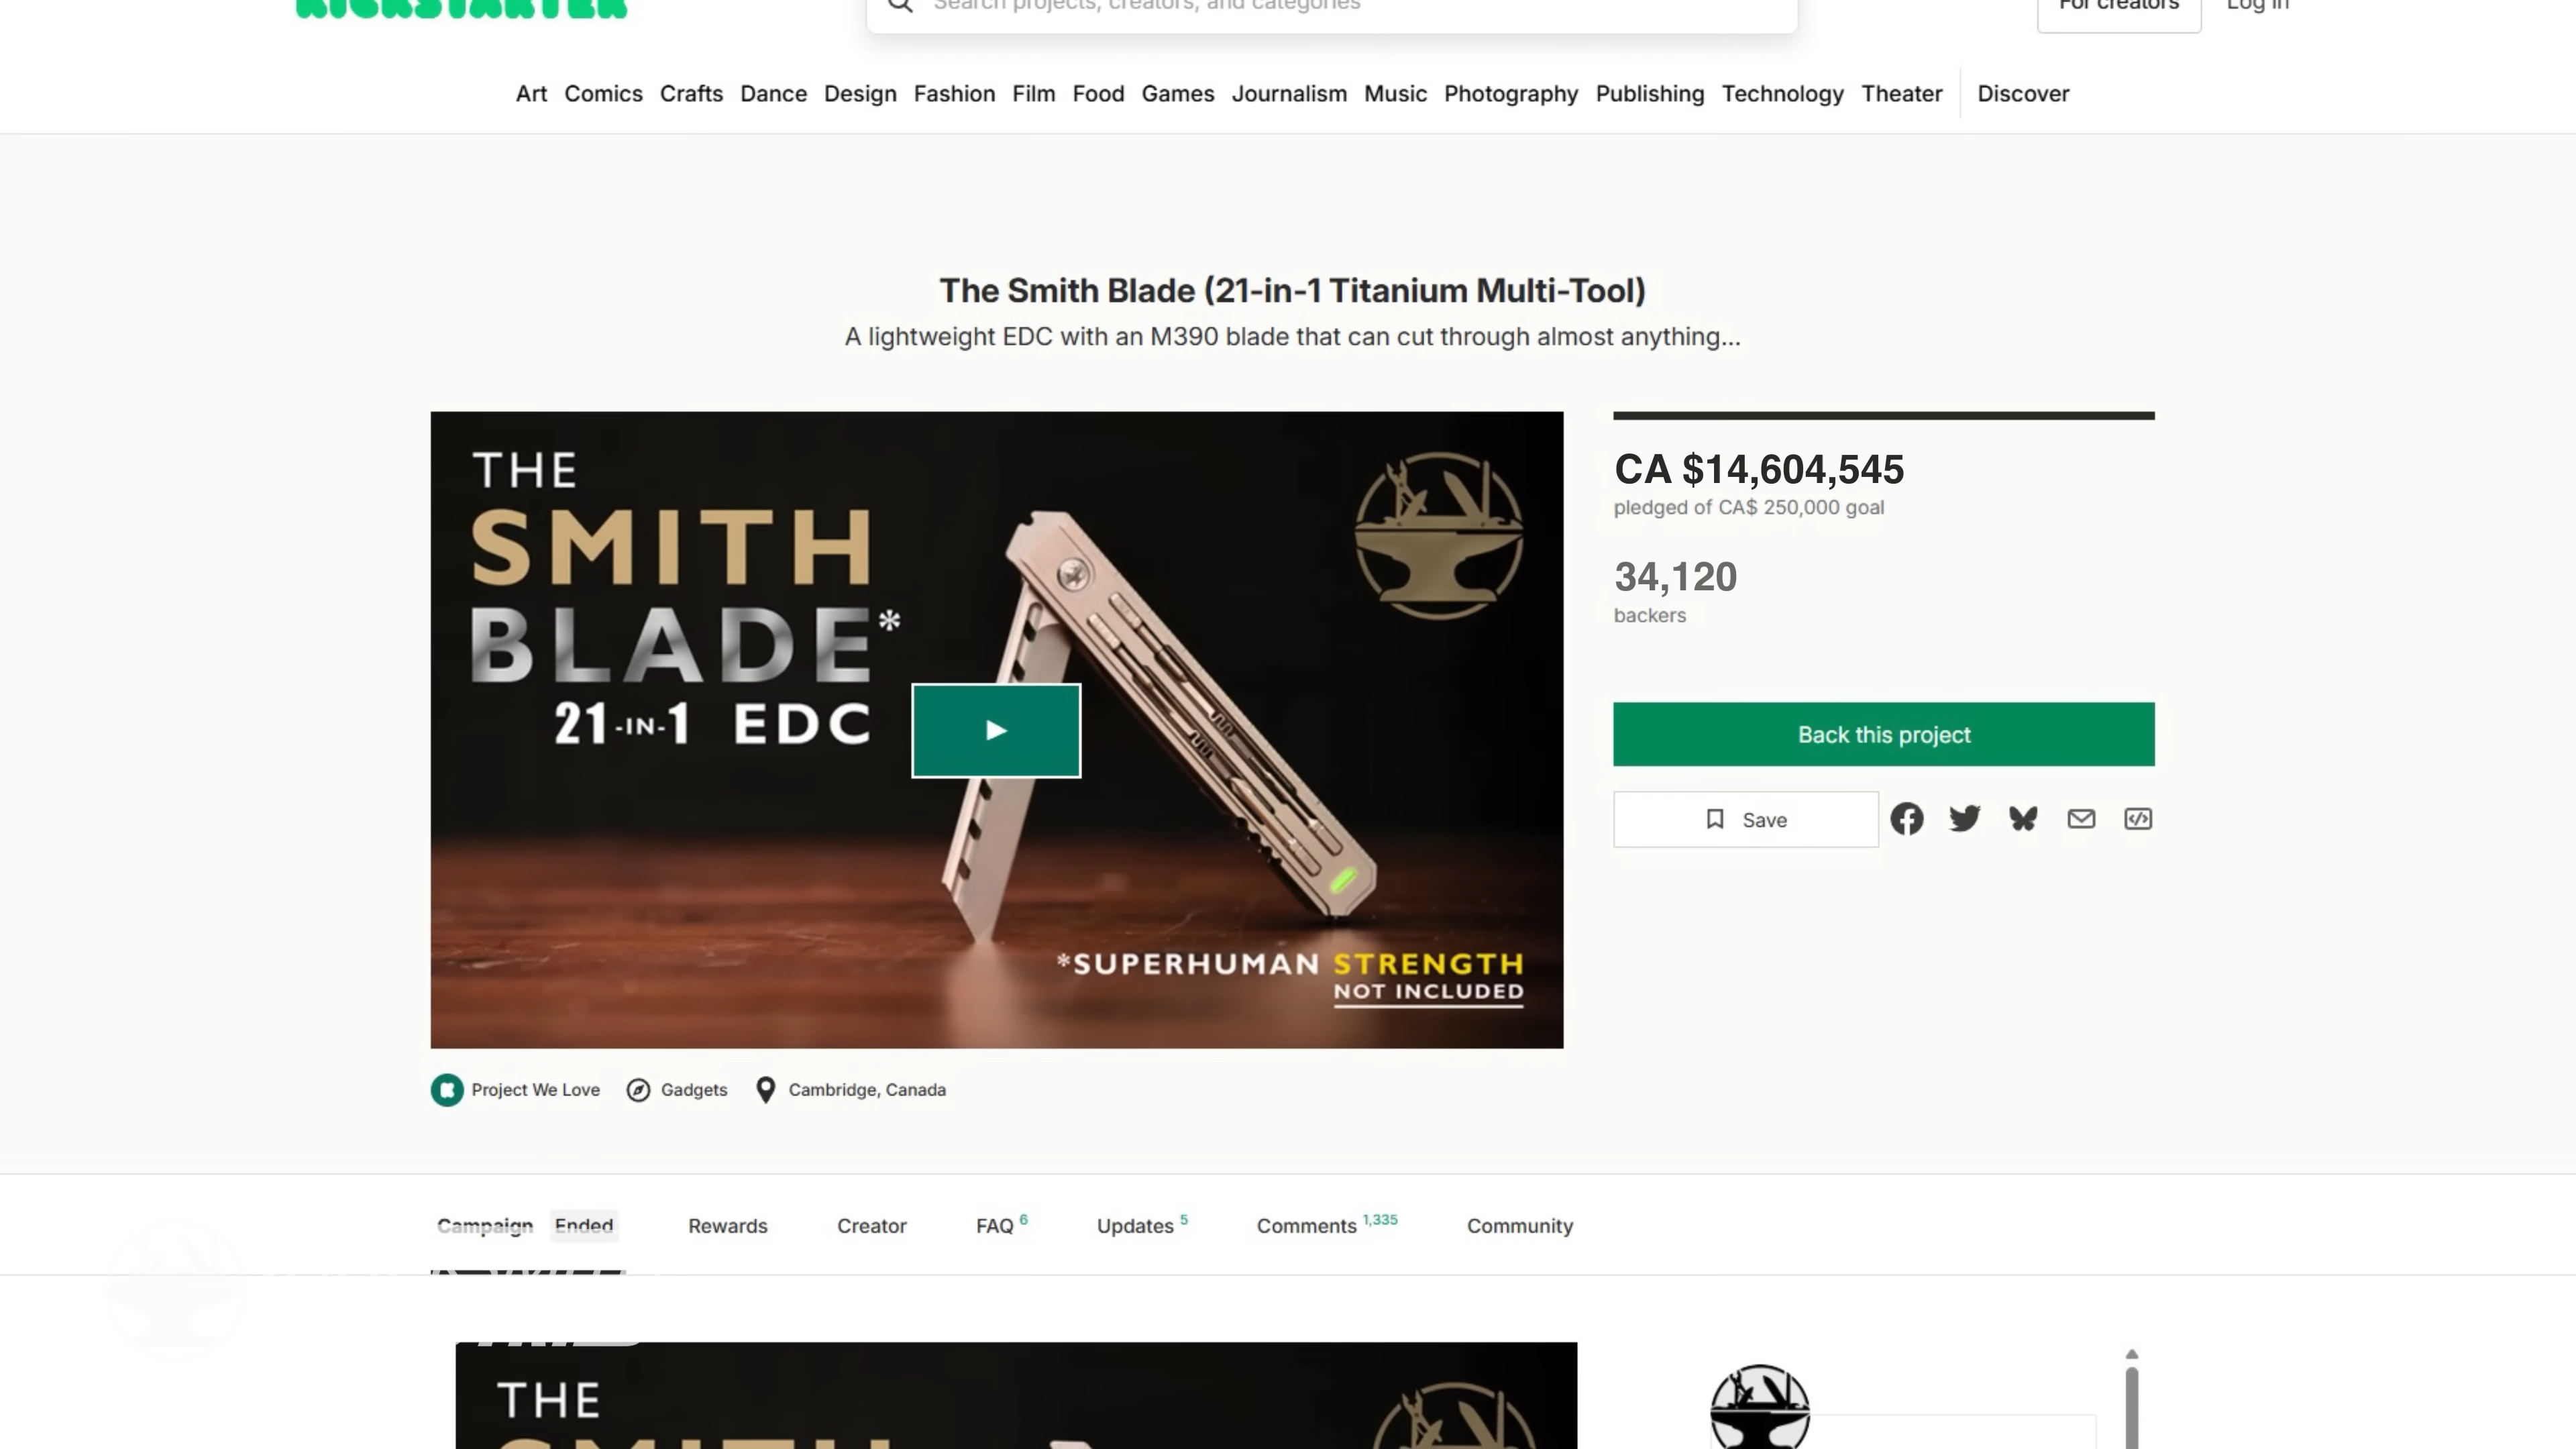 KICKSTARTER
Search projects, creators, and categories
For creators
Log in
Art Comics Crafts Dance Design Fashion Film Food Games Journalism Music Photography Publishing Technology Theater Discover
The Smith Blade (21-in-1 Titanium Multi-Tool)
A lightweight EDC with an M390 blade that can cut through almost anything...
THE
SMITH
BLADE*
21-IN-1 EDC
*SUPERHUMAN STRENGTH
NOT INCLUDED
CA $14,604,545
pledged of CA$ 250,000 goal
34,120
backers
Back this project
Save
Project We Love Gadgets Cambridge, Canada
Campaign Ended Rewards Creator FAQ 6 Updates 5 Comments 1,335 Community
THE
SMITH